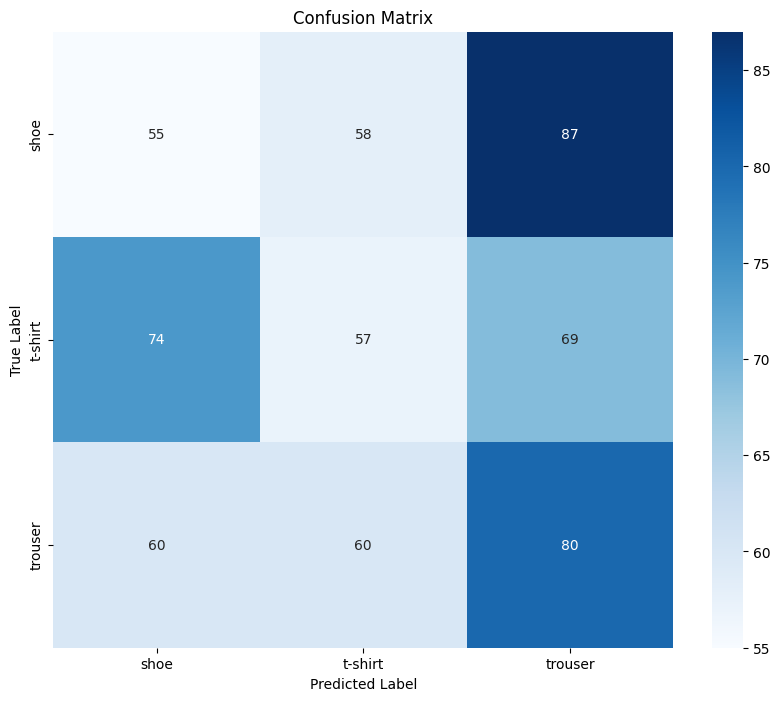 Confusion Matrix
True Label
shoe
55 58 87
t-shirt
74 57 69
trouser
60 60 80
shoe t-shirt trouser
Predicted Label
85
80
75
70
65
60
55